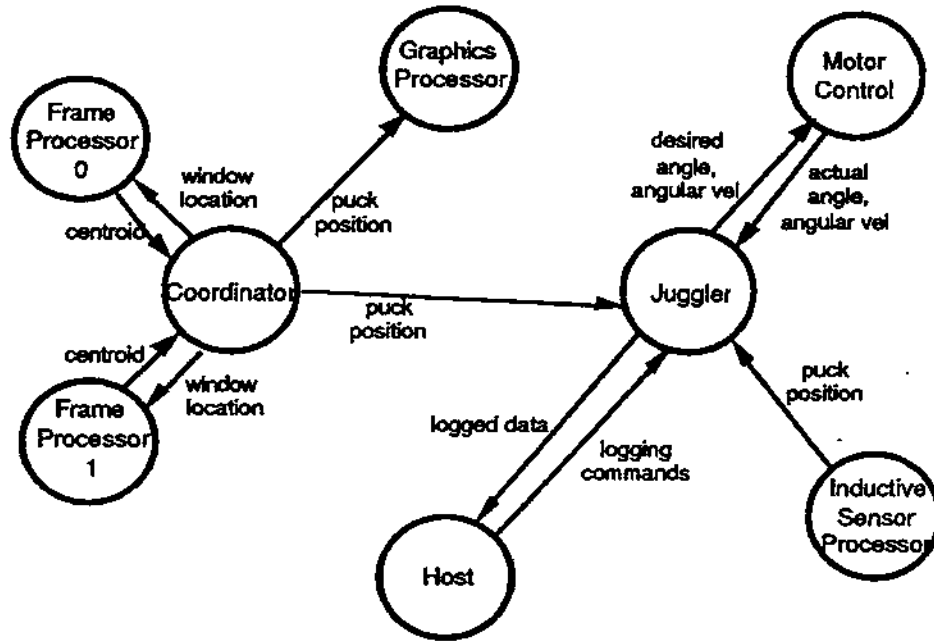 Graphics
Processor
Motor
Control
Frame
Processor
0
window
location
centroid
puck
position
desired
angle,
angular vel
actual
angle,
angular vel
Coordinator
puck
position
Juggler
centroid
window
location
Frame
Processor
1
logged data
logging
commands
puck
position
Host
Inductive
Sensor
Processor